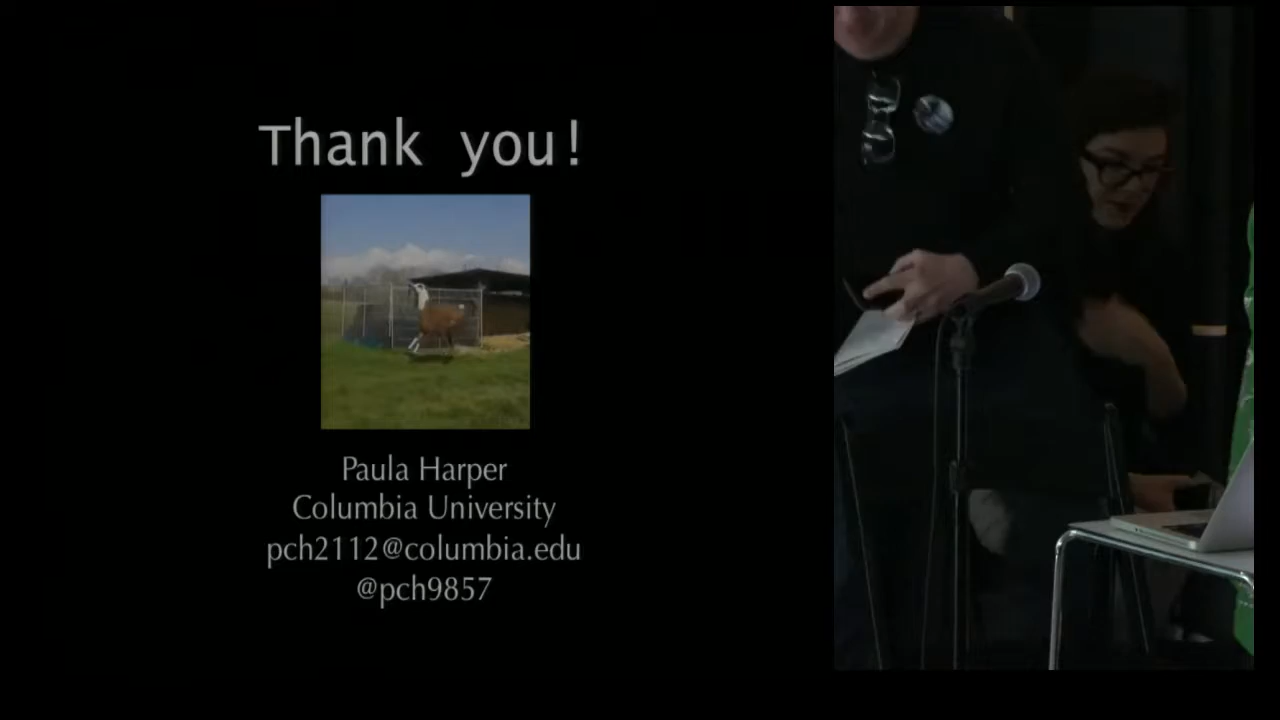 Thank you!
Paula Harper
Columbia University
pch2112@columbia.edu
@pch9857